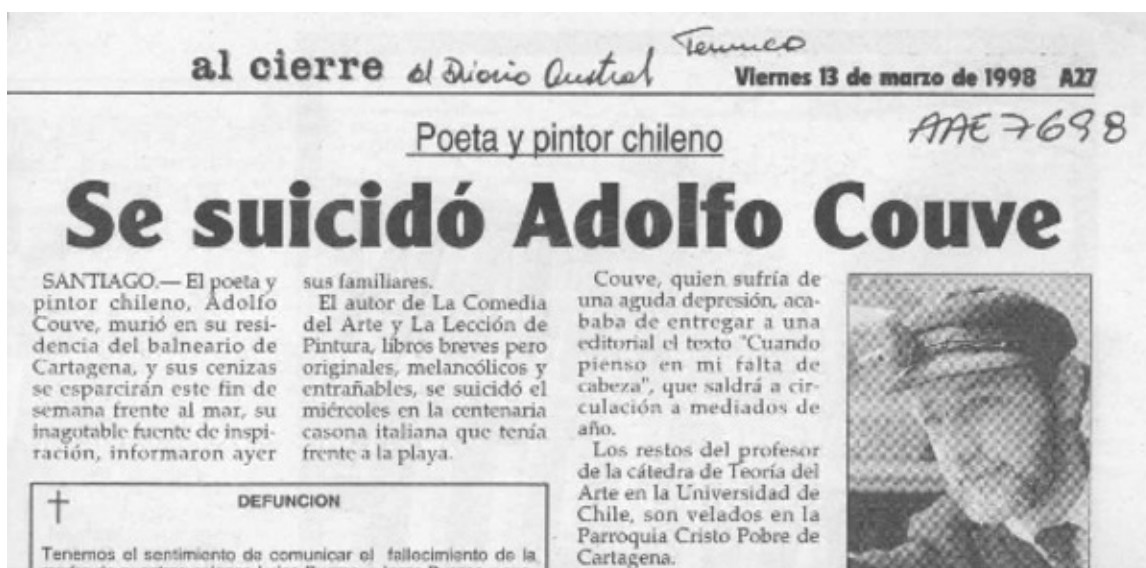 al cierre el Diario Austral Temuco
Viernes 13 de marzo de 1998 A27
AAE 7698
Poeta y pintor chileno
Se suicidó Adolfo Couve
SANTIAGO.— El poeta y
pintor chileno, Adolfo
Couve, murió en su resi-
dencia del balneario de
Cartagena, y sus cenizas
se esparcirán este fin de
semana frente al mar, su
inagotable fuente de inspi-
ración, informaron ayer
sus familiares.
El autor de La Comedia
del Arte y La Lección de
Pintura, libros breves pero
originales, melancólicos y
entrañables, se suicidó el
miércoles en la centenaria
casona italiana que tenía
frente a la playa.
Couve, quien sufría de
una aguda depresión, aca-
baba de entregar a una
editorial el texto "Cuando
pienso en mi falta de
cabeza", que saldrá a cir-
culación a mediados de
año.
Los restos del profesor
de la cátedra de Teoría del
Arte en la Universidad de
Chile, son velados en la
Parroquia Cristo Pobre de
Cartagena.
DEFUNCION
Tenemos el sentimiento de comunicar el fallecimiento de la